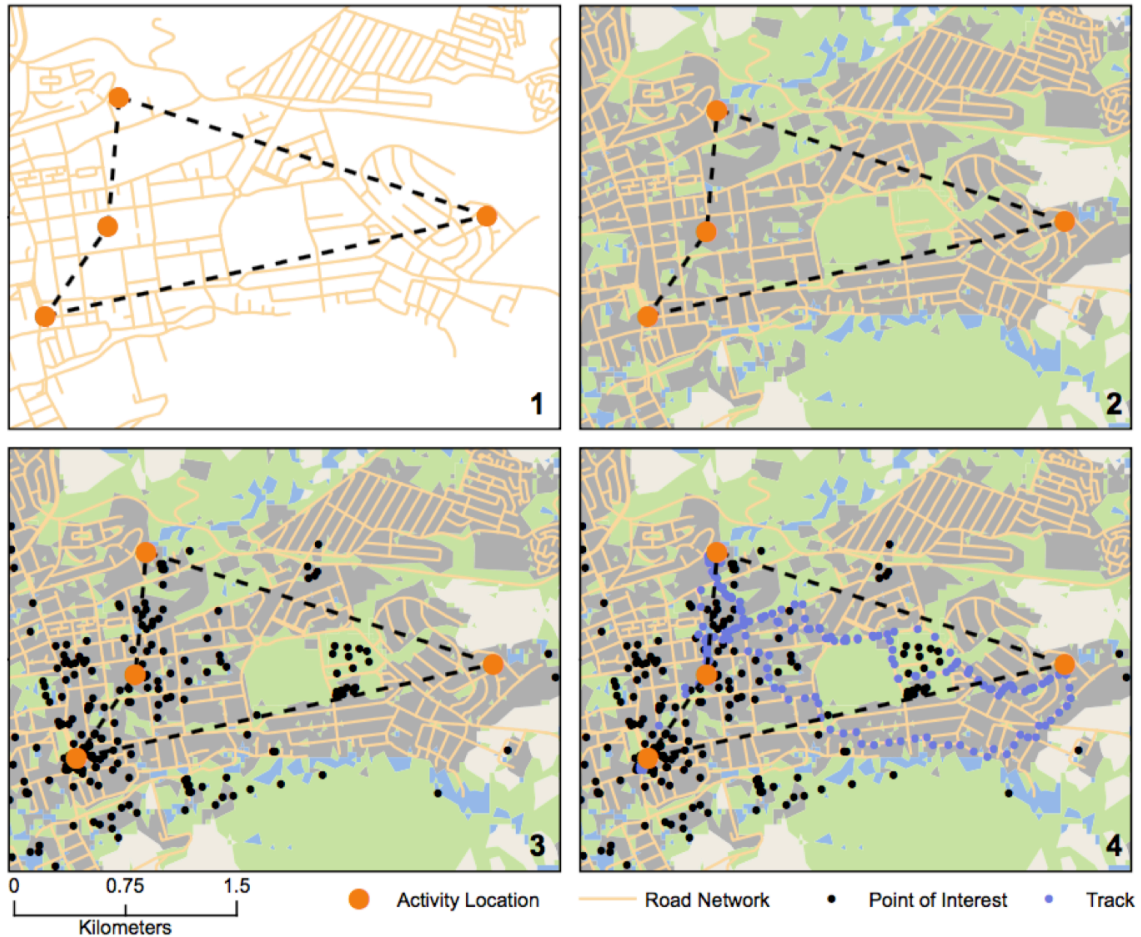 1
2
3
4
0 0.75 1.5
Kilometers
Activity Location
Road Network
Point of Interest
Track